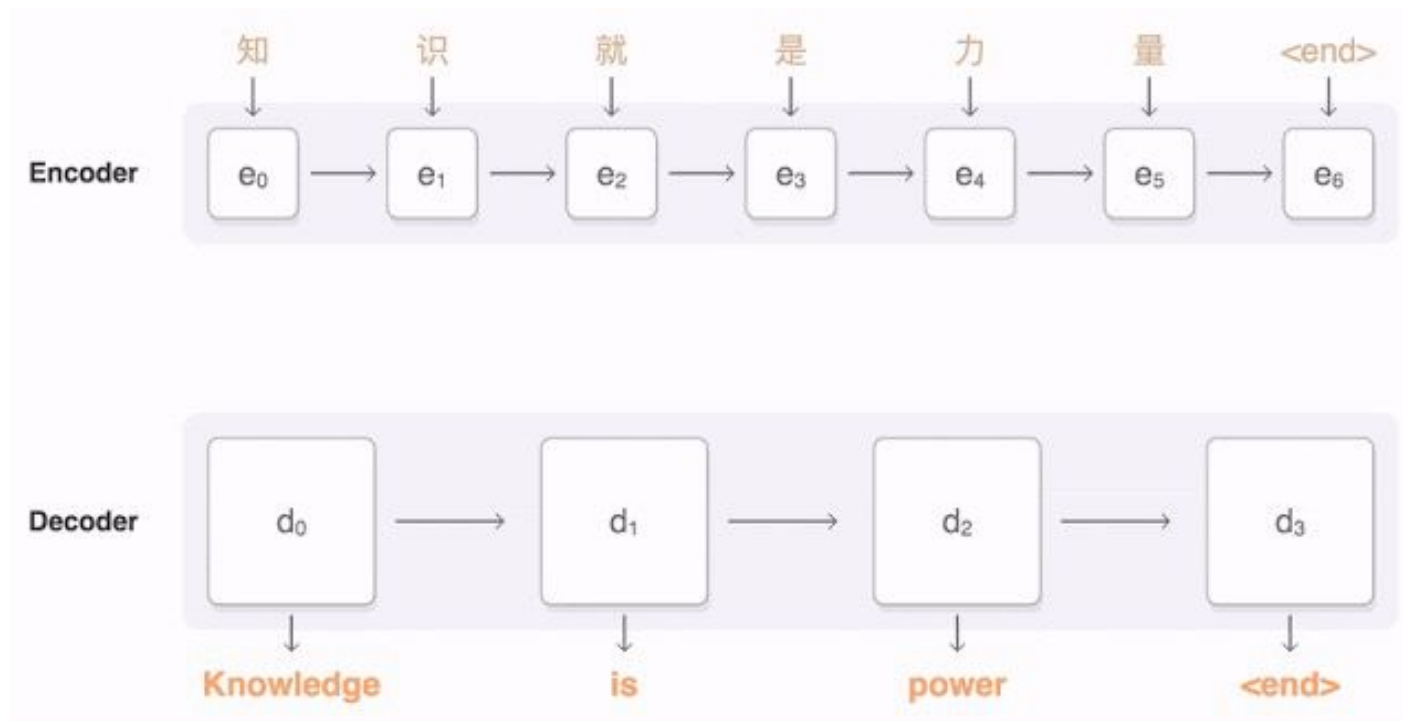 知 识 就 是 力 量 <end>
Encoder e₀ e₁ e₂ e₃ e₄ e₅ e₆
Decoder d₀ d₁ d₂ d₃
Knowledge is power <end>